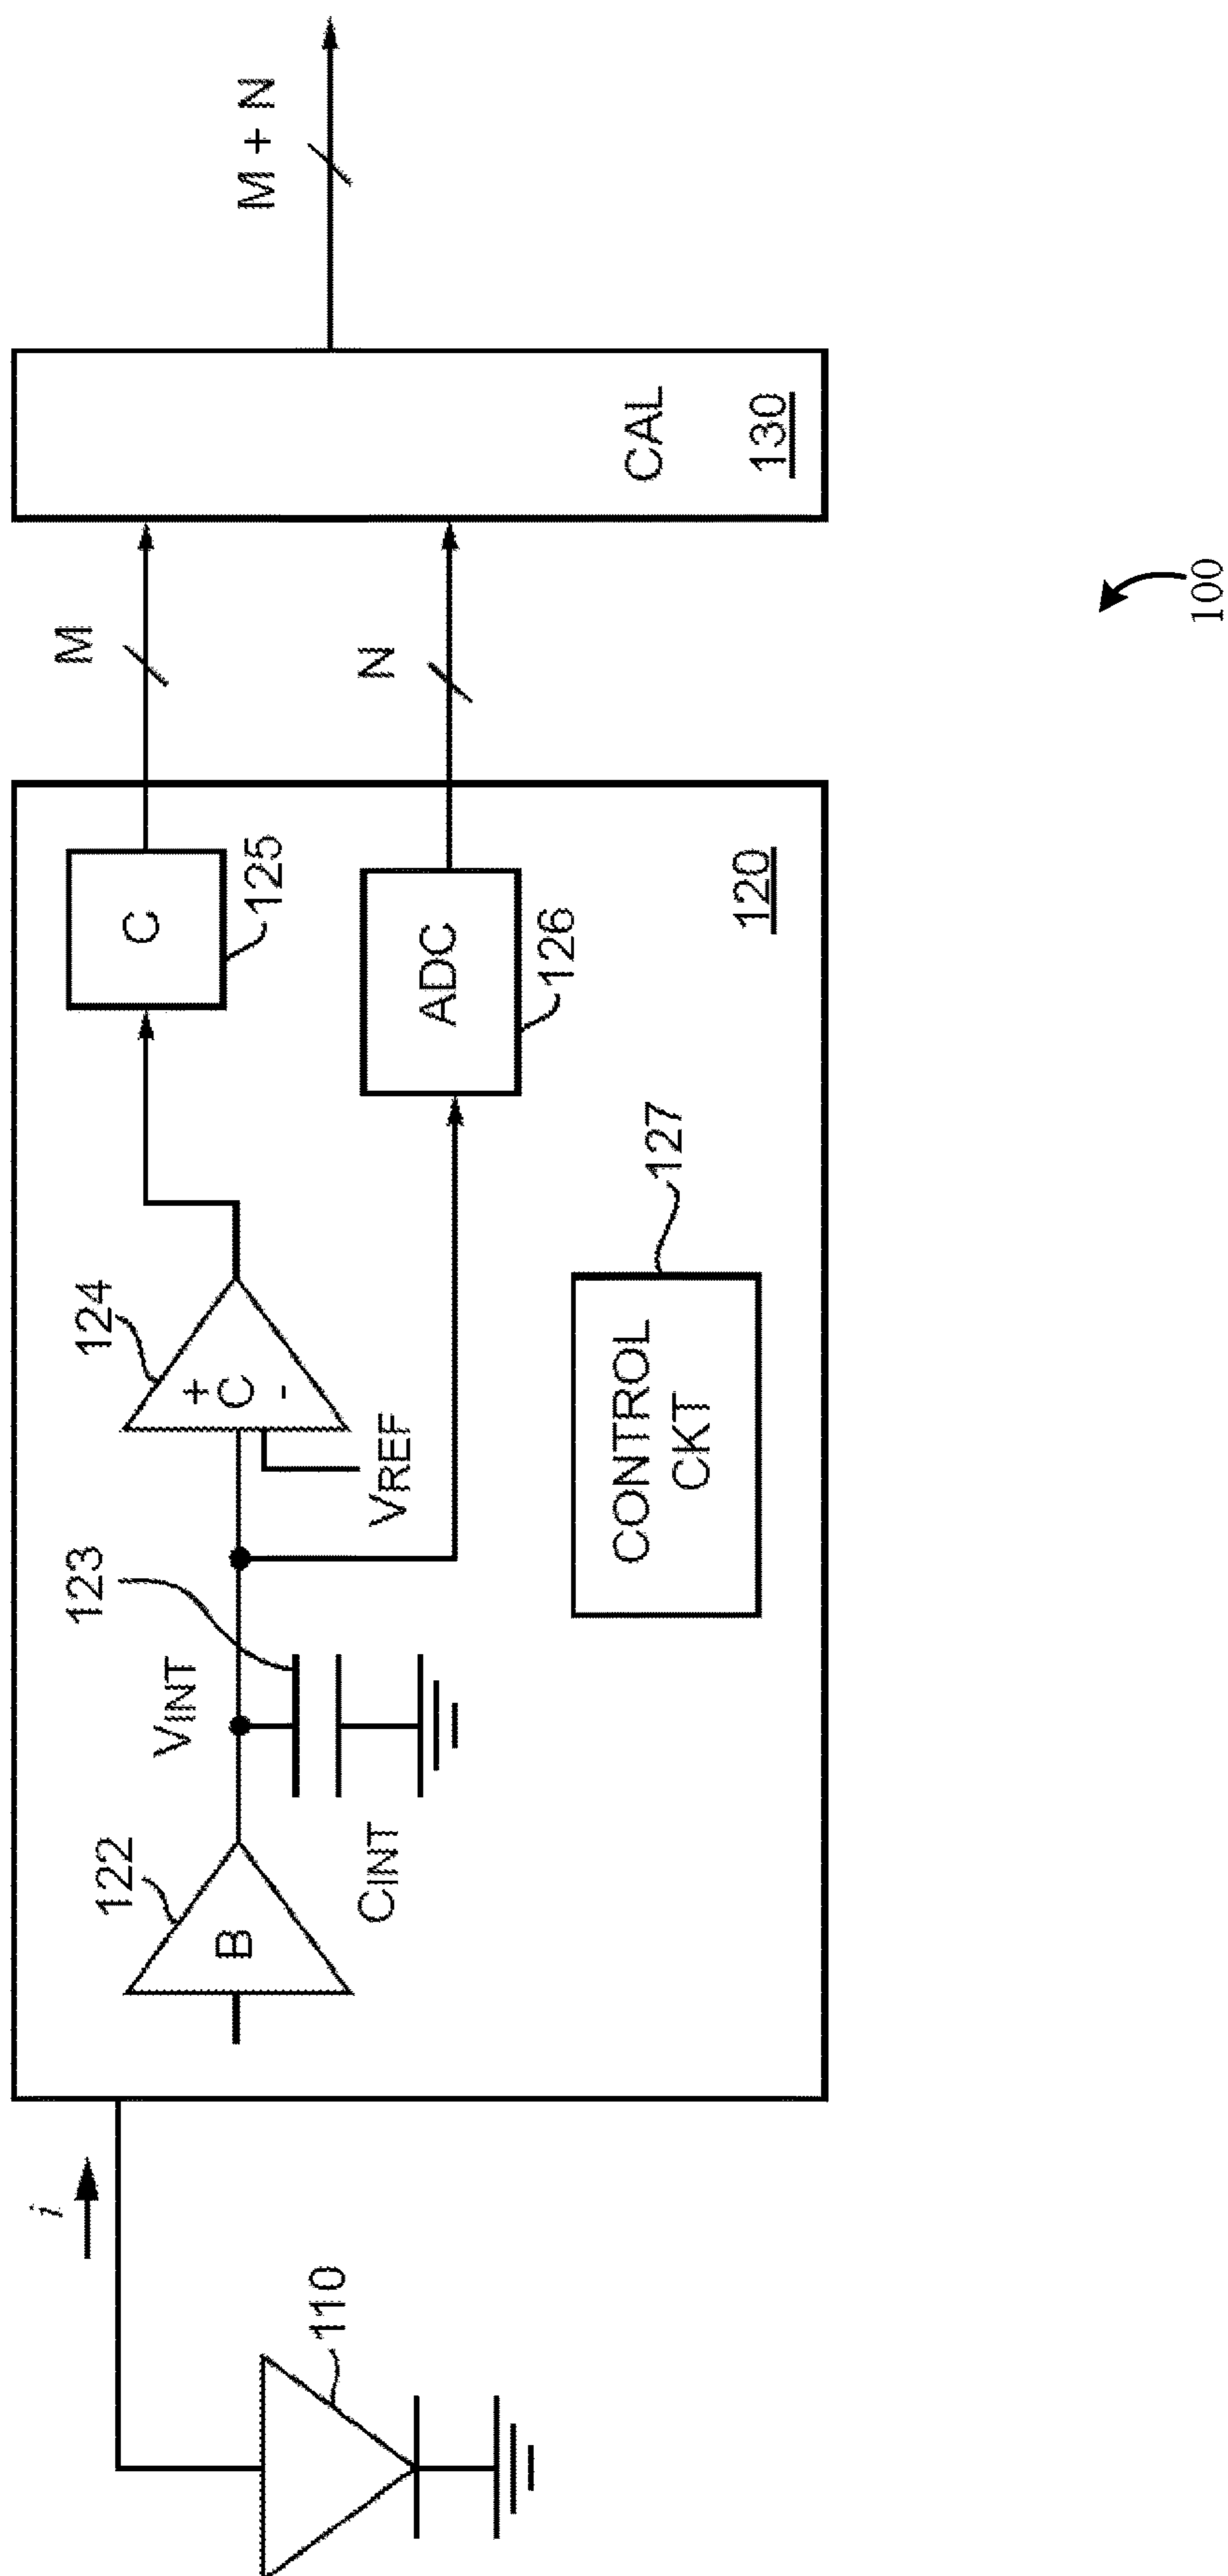 i
110
122
B
CINT
VINT
123
VREF
124
+
C
-
C
125
ADC
126
CONTROL
CKT
127
120
M
N
CAL
130
M + N
100